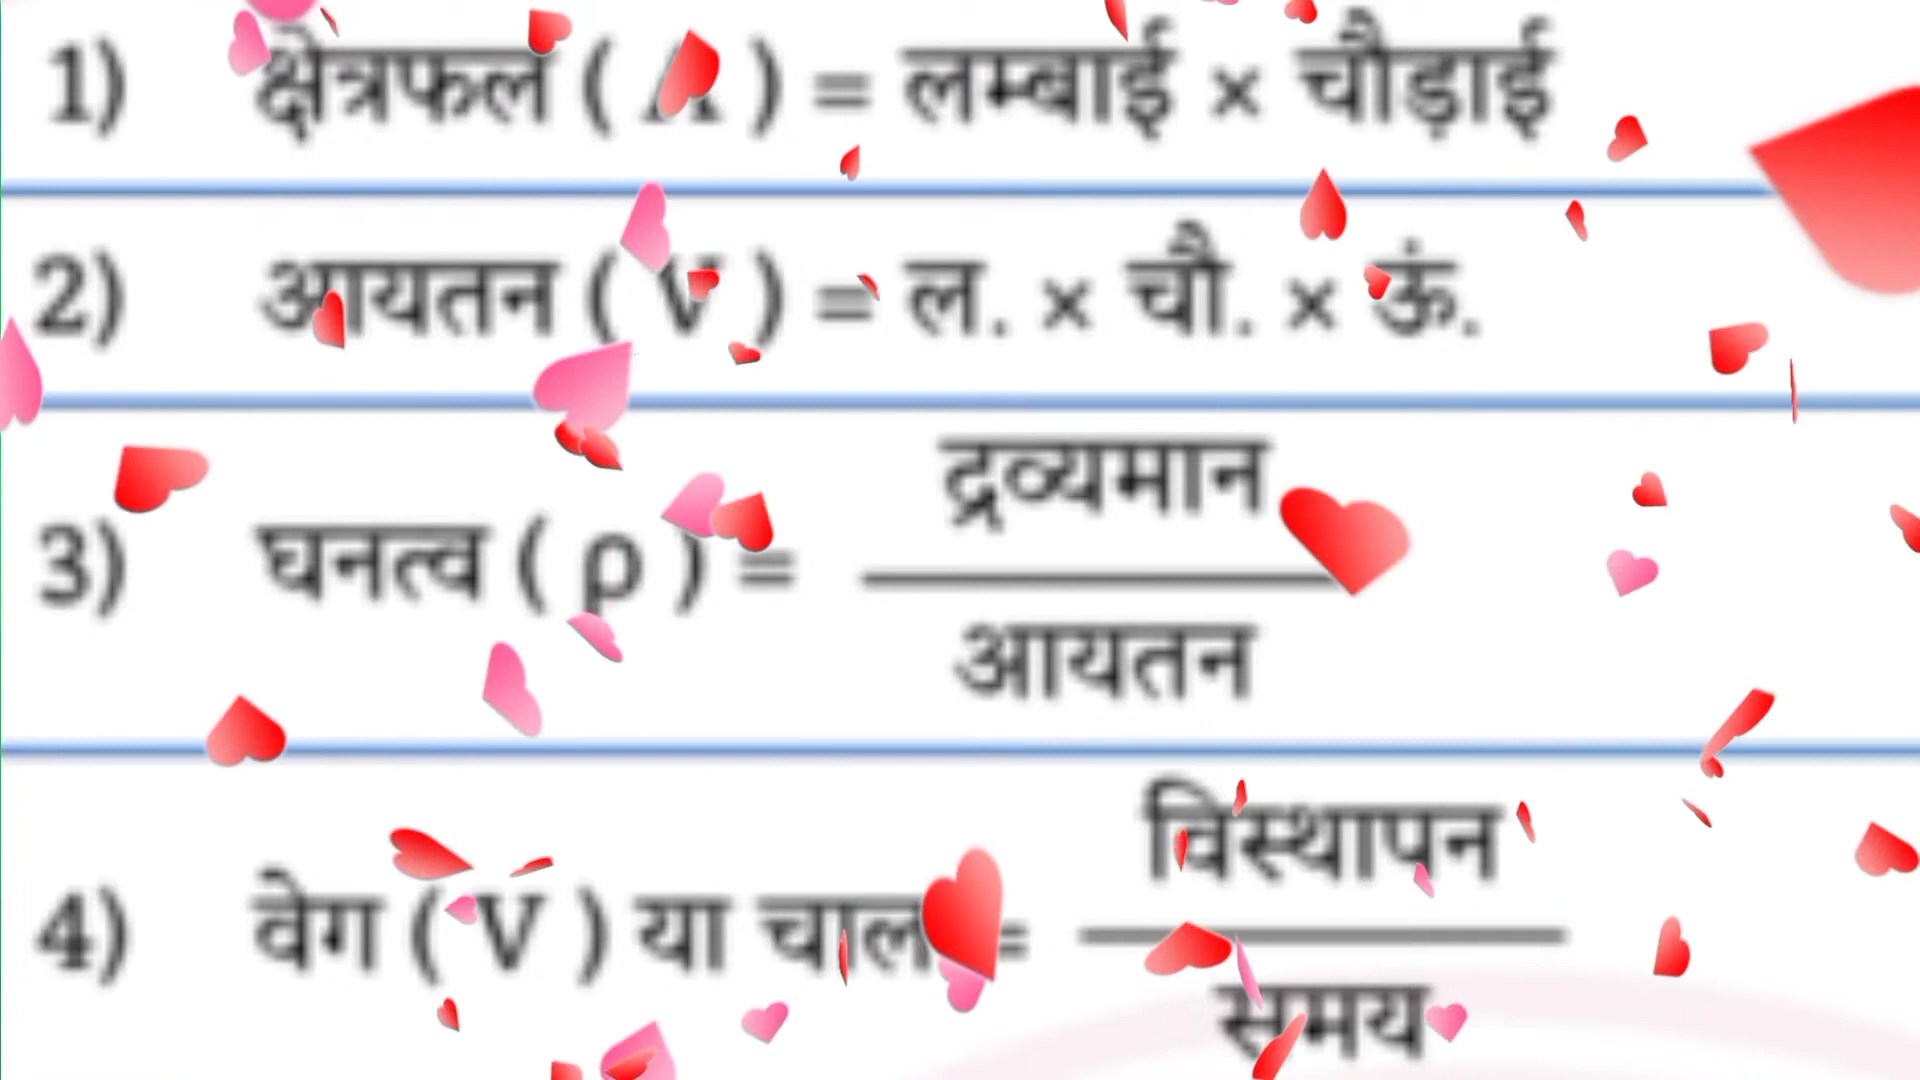 1) क्षेत्रफल ( A ) = लम्बाई × चौड़ाई
2) आयतन ( V ) = ल. × चौ. × ऊं.
3) घनत्व ( ρ ) = द्रव्यमान
आयतन
4) वेग ( V ) या चाल = विस्थापन
समय